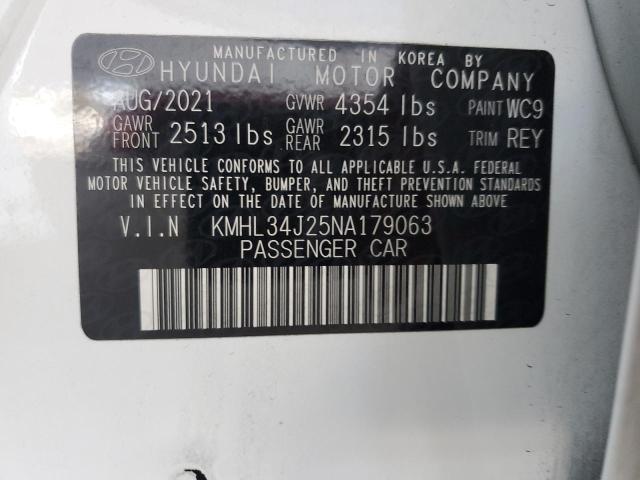 MANUFACTURED IN KOREA BY
HYUNDAI MOTOR COMPANY
AUG/2021 GVWR 4354 lbs PAINT WC9
GAWR FRONT 2513 lbs GAWR REAR 2315 lbs TRIM REY
THIS VEHICLE CONFORMS TO ALL APPLICABLE U.S.A. FEDERAL
MOTOR VEHICLE SAFETY, BUMPER, AND THEFT PREVENTION STANDARDS
IN EFFECT ON THE DATE OF MANUFACTURE SHOWN ABOVE
V.I.N KMHL34J25NA179063
PASSENGER CAR